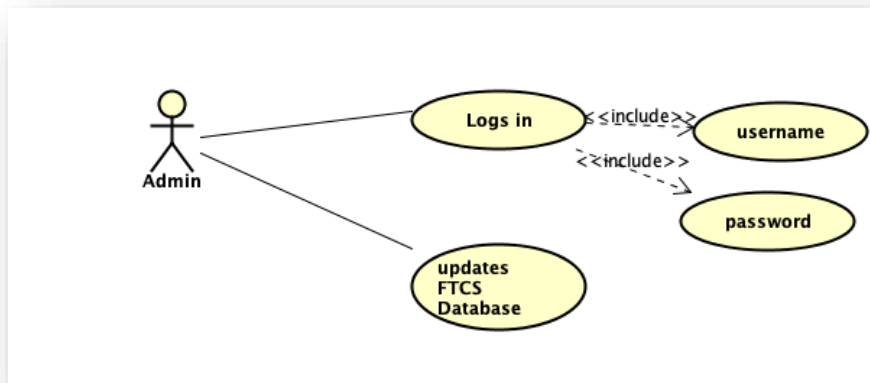 Admin
Logs in
<<include>>
username
<<include>>
password
updates
FTCS
Database